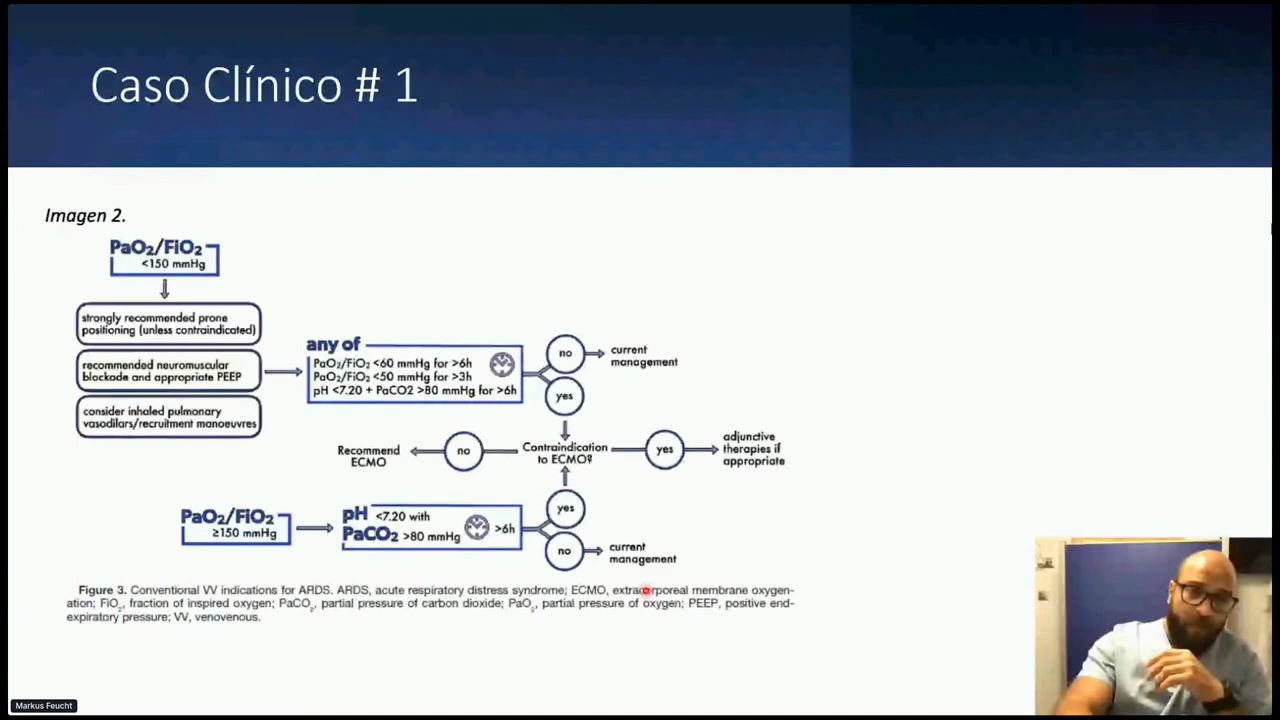 Caso Clínico # 1
Imagen 2.
PaO2/FiO2
<150 mmHg
strongly recommended prone
positioning (unless contraindicated)
recommended neuromuscular
blockade and appropriate PEEP
consider inhaled pulmonary
vasodilars/recruitment manoeuvres
any of
PaO2/FiO2 <60 mmHg for >6h
PaO2/FiO2 <50 mmHg for >3h
pH <7.20 + PaCO2 >80 mmHg for >6h
no
current
management
yes
Recommend
ECMO
no
Contraindication
to ECMO?
yes
adjunctive
therapies if
appropriate
PaO2/FiO2
≥150 mmHg
pH <7.20 with
PaCO2 >80 mmHg
>6h
yes
no
current
management
Figure 3. Conventional VV indications for ARDS. ARDS, acute respiratory distress syndrome; ECMO, extracorporeal membrane oxygen-
ation; FiO2, fraction of inspired oxygen; PaCO2, partial pressure of carbon dioxide; PaO2, partial pressure of oxygen; PEEP, positive end-
expiratory pressure; VV, venovenous.
Markus Feucht